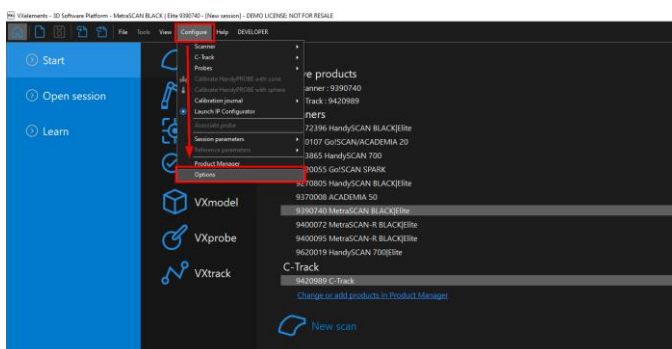 VXelements - 3D Software Platform - MetraSCAN BLACK | Elite 9390740 - [New session] - DEMO LICENSE: NOT FOR RESALE
File Tools View Configure Help DEVELOPER
Start
Open session
Learn
Scanner
C-Track
Probes
Calibrate HandyPROBE with cone
Calibrate HandyPROBE with sphere
Calibration journal
Launch IP Configurator
Associate probe
Session parameters
Reference parameters
Product Manager
Options
VXmodel
VXprobe
VXtrack
ve products
anner : 9390740
Track : 9420989
ners
72396 HandySCAN BLACK|Elite
0107 Go!SCAN/ACADEMIA 20
3865 HandySCAN 700
20055 Go!SCAN SPARK
9270805 HandySCAN BLACK|Elite
9370008 ACADEMIA 50
9390740 MetraSCAN BLACK|Elite
9400072 MetraSCAN-R BLACK|Elite
9400095 MetraSCAN-R BLACK|Elite
9620019 HandySCAN 700|Elite
C-Track
9420989 C-Track
Change or add products in Product Manager
New scan